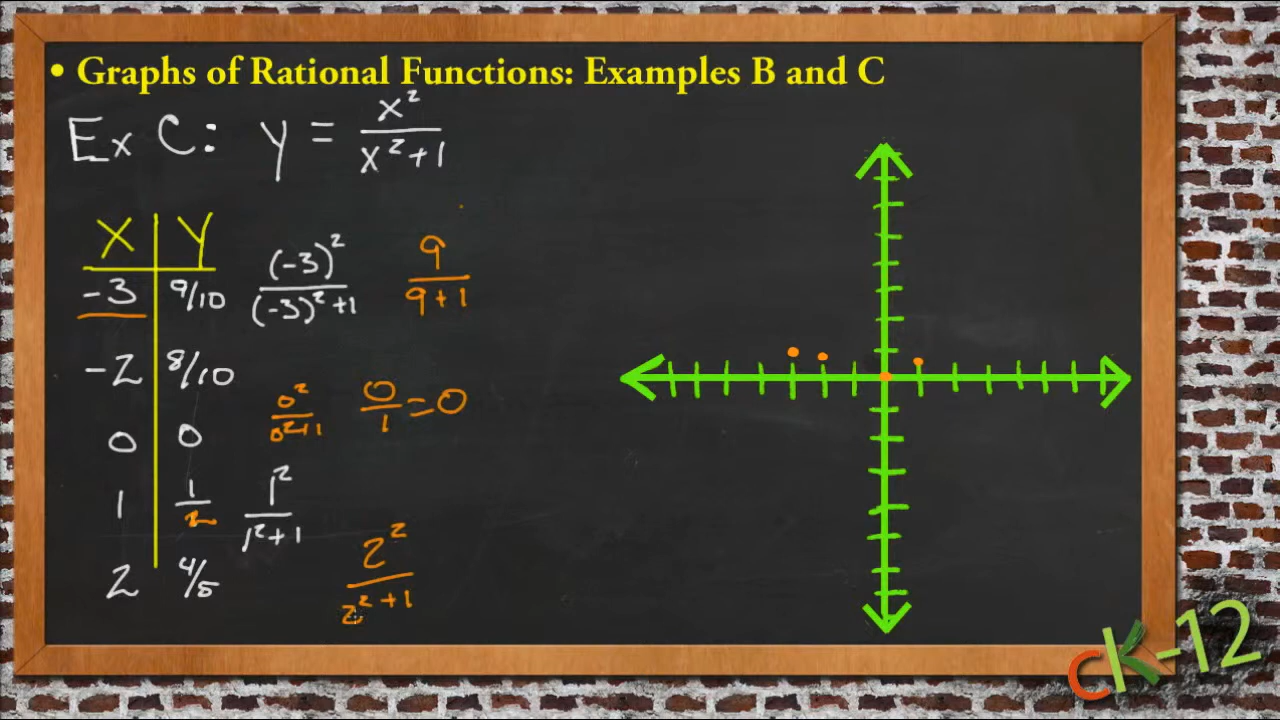 • Graphs of Rational Functions: Examples B and C
Ex C: y = x²/(x²+1)
X Y
-3 9/10 (-3)²/((-3)²+1) 9/(9+1)
-2 8/10
0 0 0²/(0²+1) 0/1=0
1 1/2 1²/(1²+1)
2 4/5 2²/(2²+1)
CK-12